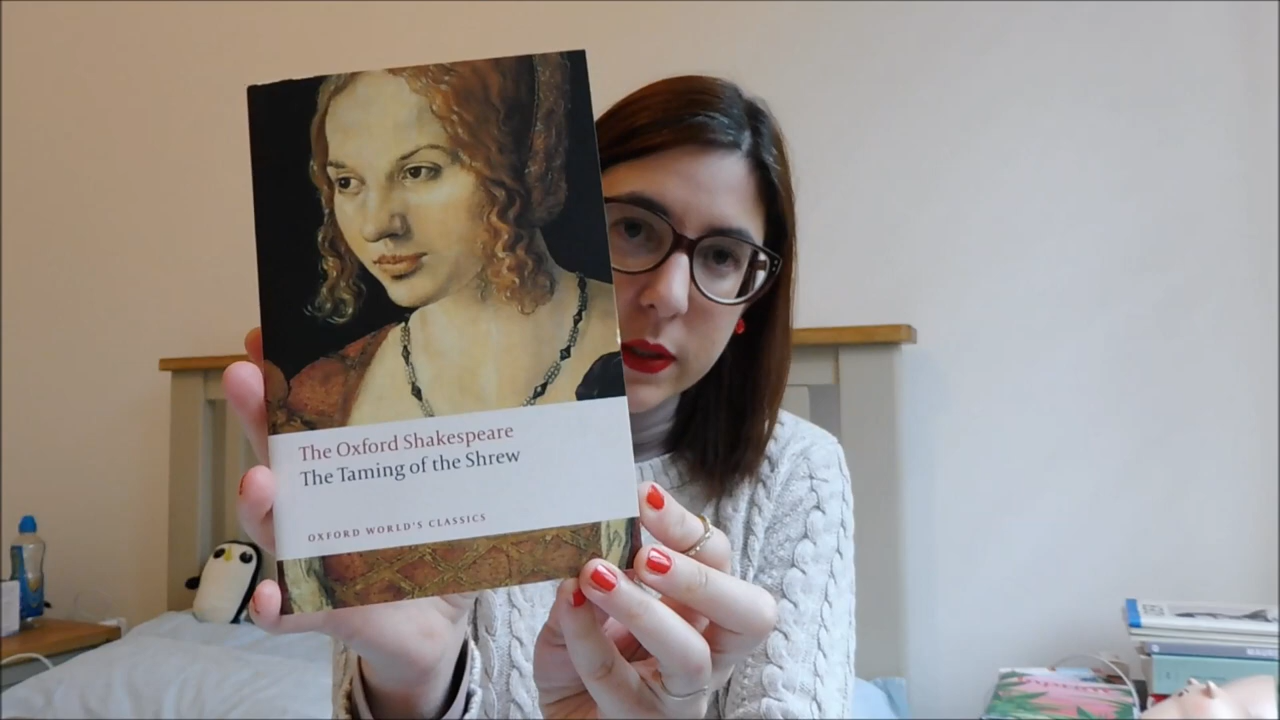 The Oxford Shakespeare
The Taming of the Shrew
OXFORD WORLD'S CLASSICS